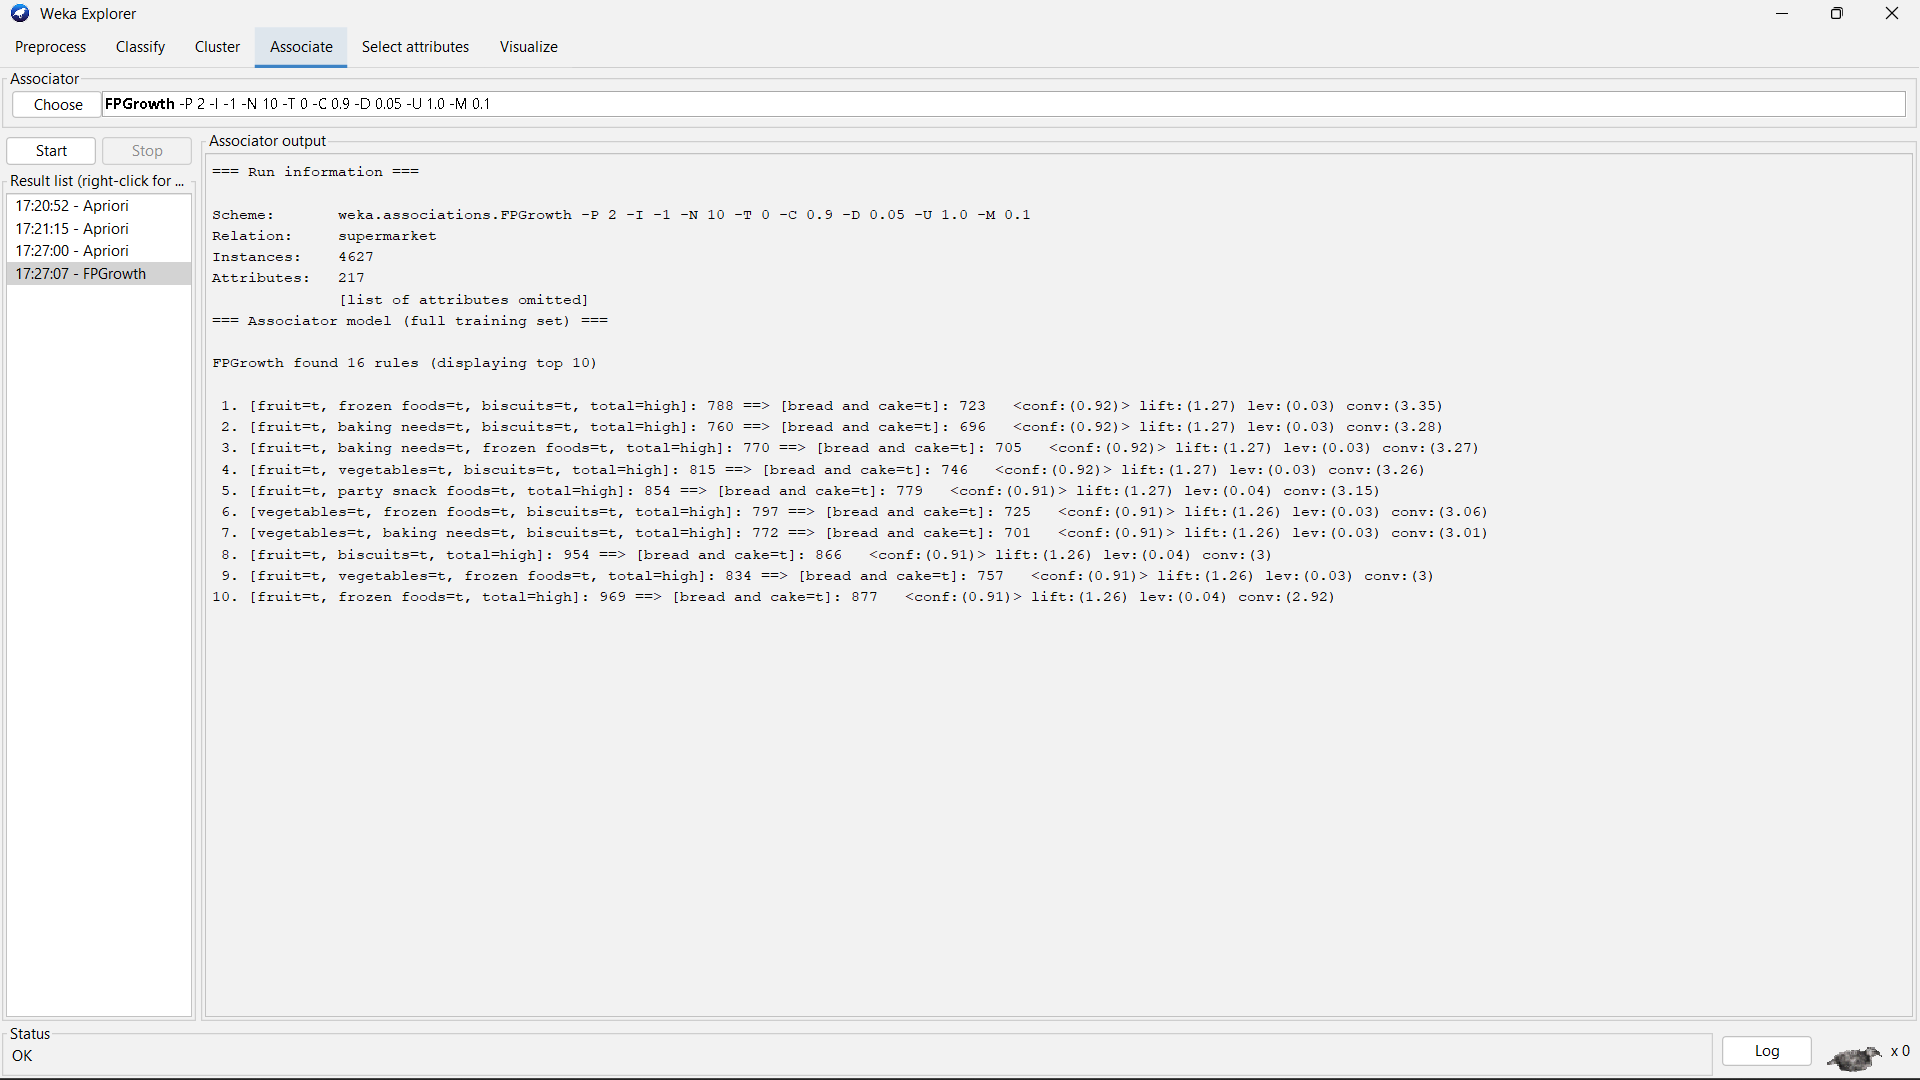 Weka Explorer
Preprocess Classify Cluster Associate Select attributes Visualize
Associator
Choose FPGrowth -P 2 -I -1 -N 10 -T 0 -C 0.9 -D 0.05 -U 1.0 -M 0.1
Start Stop
Result list (right-click for ...
17:20:52 - Apriori
17:21:15 - Apriori
17:27:00 - Apriori
17:27:07 - FPGrowth
Associator output
=== Run information ===
Scheme: weka.associations.FPGrowth -P 2 -I -1 -N 10 -T 0 -C 0.9 -D 0.05 -U 1.0 -M 0.1
Relation: supermarket
Instances: 4627
Attributes: 217
[list of attributes omitted]
=== Associator model (full training set) ===
FPGrowth found 16 rules (displaying top 10)
1. [fruit=t, frozen foods=t, biscuits=t, total=high]: 788 ==> [bread and cake=t]: 723 <conf:(0.92)> lift:(1.27) lev:(0.03) conv:(3.35)
2. [fruit=t, baking needs=t, biscuits=t, total=high]: 760 ==> [bread and cake=t]: 696 <conf:(0.92)> lift:(1.27) lev:(0.03) conv:(3.28)
3. [fruit=t, baking needs=t, frozen foods=t, total=high]: 770 ==> [bread and cake=t]: 705 <conf:(0.92)> lift:(1.27) lev:(0.03) conv:(3.27)
4. [fruit=t, vegetables=t, biscuits=t, total=high]: 815 ==> [bread and cake=t]: 746 <conf:(0.92)> lift:(1.27) lev:(0.03) conv:(3.26)
5. [fruit=t, party snack foods=t, total=high]: 854 ==> [bread and cake=t]: 779 <conf:(0.91)> lift:(1.27) lev:(0.04) conv:(3.15)
6. [vegetables=t, frozen foods=t, biscuits=t, total=high]: 797 ==> [bread and cake=t]: 725 <conf:(0.91)> lift:(1.26) lev:(0.03) conv:(3.06)
7. [vegetables=t, baking needs=t, biscuits=t, total=high]: 772 ==> [bread and cake=t]: 701 <conf:(0.91)> lift:(1.26) lev:(0.03) conv:(3.01)
8. [fruit=t, biscuits=t, total=high]: 954 ==> [bread and cake=t]: 866 <conf:(0.91)> lift:(1.26) lev:(0.04) conv:(3)
9. [fruit=t, vegetables=t, frozen foods=t, total=high]: 834 ==> [bread and cake=t]: 757 <conf:(0.91)> lift:(1.26) lev:(0.03) conv:(3)
10. [fruit=t, frozen foods=t, total=high]: 969 ==> [bread and cake=t]: 877 <conf:(0.91)> lift:(1.26) lev:(0.04) conv:(2.92)
Status
OK
Log
x 0